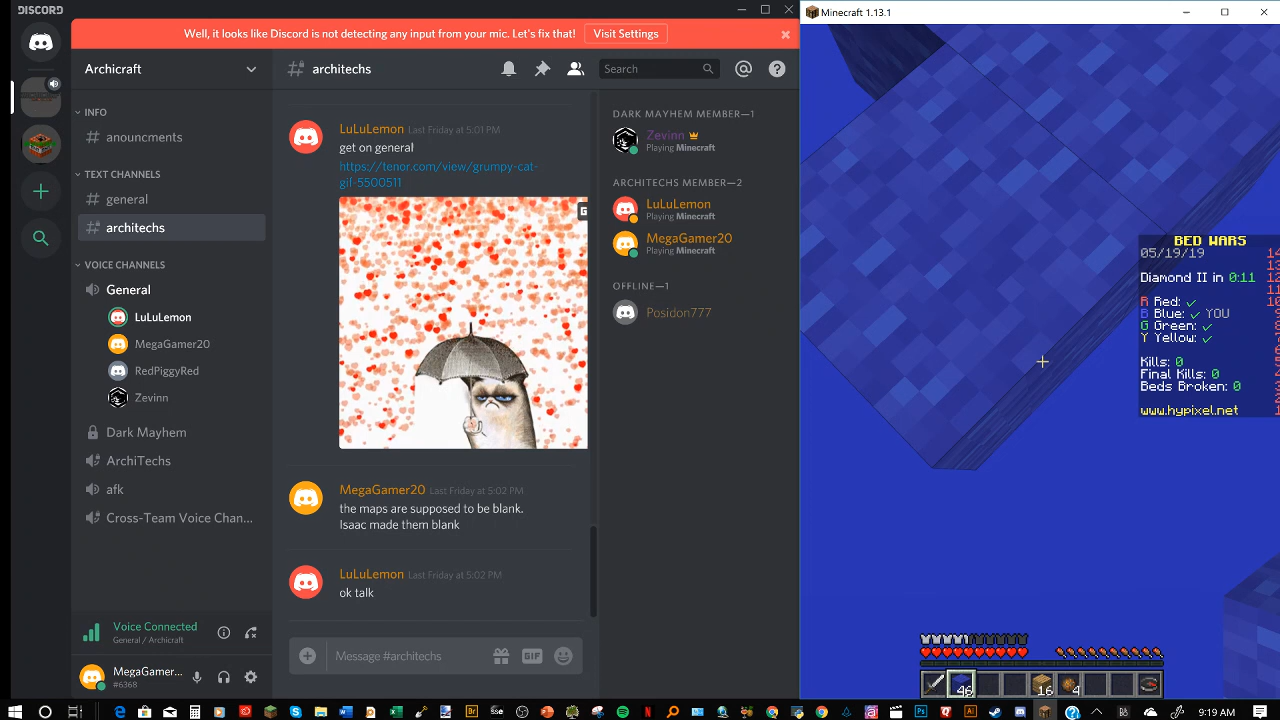 DISCORD
Well, it looks like Discord is not detecting any input from your mic. Let's fix that!
Visit Settings
Archicraft
INFO
anouncments
TEXT CHANNELS
general
architechs
VOICE CHANNELS
General
LuLuLemon
MegaGamer20
RedPiggyRed
Zevinn
Dark Mayhem
ArchiTechs
afk
Cross-Team Voice Chan...
Voice Connected
General / Archicraft
MegaGamer...
#6368
architechs
Search
LuLuLemon Last Friday at 5:01 PM
get on general
https://tenor.com/view/grumpy-cat-
gif-5500511
G
MegaGamer20 Last Friday at 5:02 PM
the maps are supposed to be blank.
Isaac made them blank
LuLuLemon Last Friday at 5:02 PM
ok talk
Message #architechs
GIF
DARK MAYHEM MEMBER—1
Zevinn
Playing Minecraft
ARCHITECHS MEMBER—2
LuLuLemon
Playing Minecraft
MegaGamer20
Playing Minecraft
OFFLINE—1
Posidon777
Minecraft 1.13.1
BED WARS
05/19/19
Diamond II in 0:11
R Red: ✓
B Blue: ✓ YOU
G Green: ✓
Y Yellow: ✓
Kills: 0
Final Kills: 0
Beds Broken: 0
www.hypixel.net
46
16
4
9:19 AM